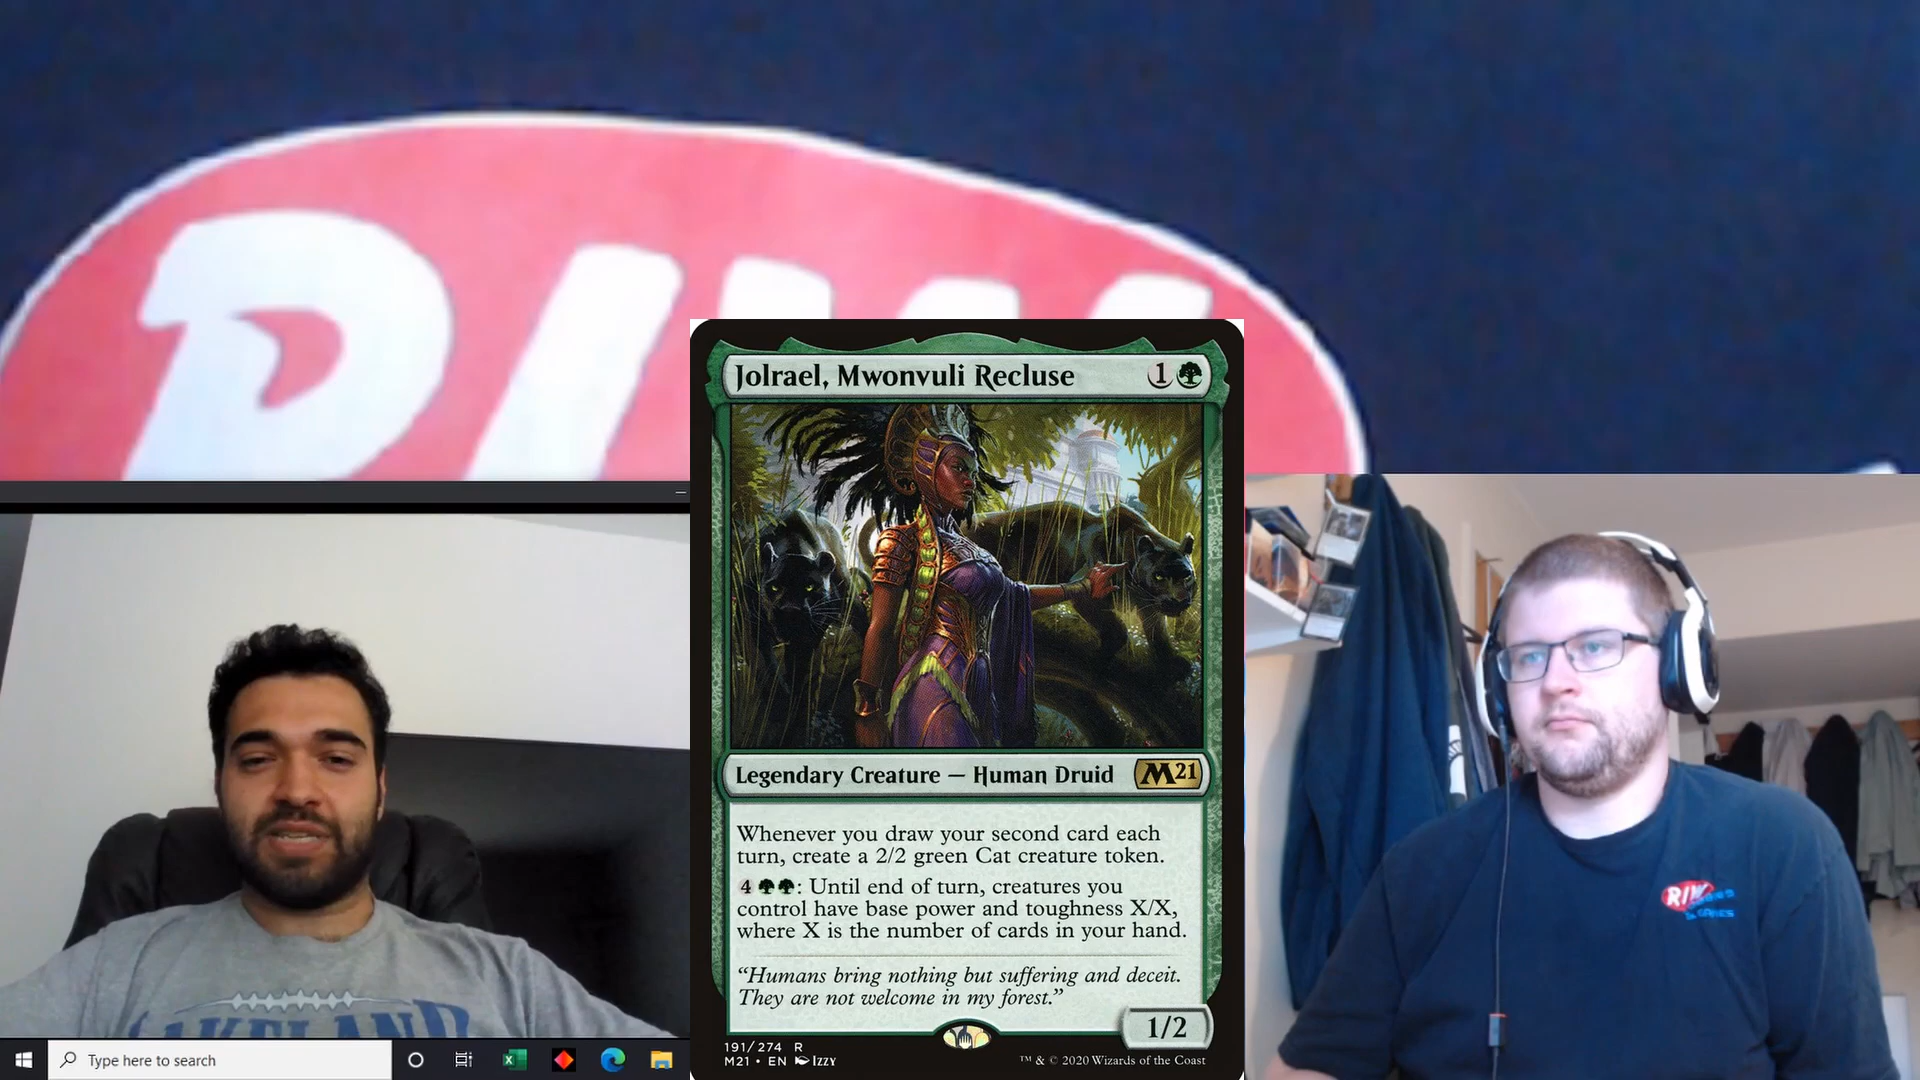 RIW
Jolrael, Mwonvuli Recluse 1
Legendary Creature — Human Druid M21
Whenever you draw your second card each
turn, create a 2/2 green Cat creature token.
4 : Until end of turn, creatures you
control have base power and toughness X/X,
where X is the number of cards in your hand.
“Humans bring nothing but suffering and deceit.
They are not welcome in my forest.”
1/2
191/274 R
M21 • EN Izzy
™ & © 2020 Wizards of the Coast
LAKELAND
RIW
GAMES
Type here to search